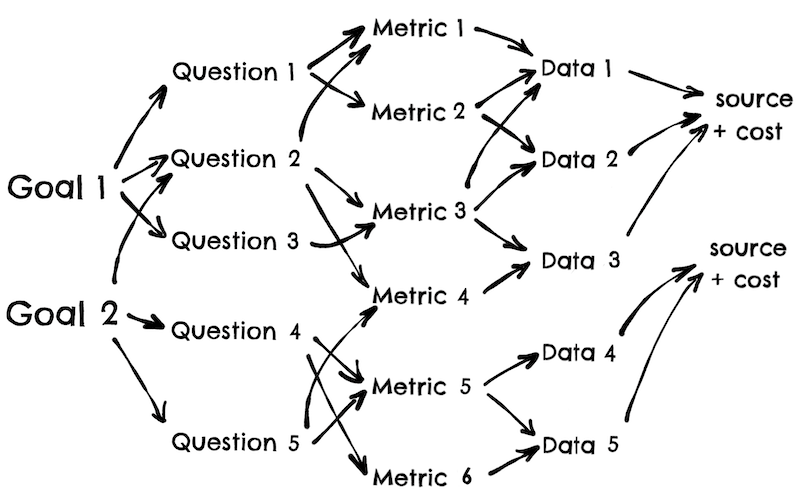 Goal 1
Goal 2
Question 1
Question 2
Question 3
Question 4
Question 5
Metric 1
Metric 2
Metric 3
Metric 4
Metric 5
Metric 6
Data 1
Data 2
Data 3
Data 4
Data 5
source
+ cost
source
+ cost